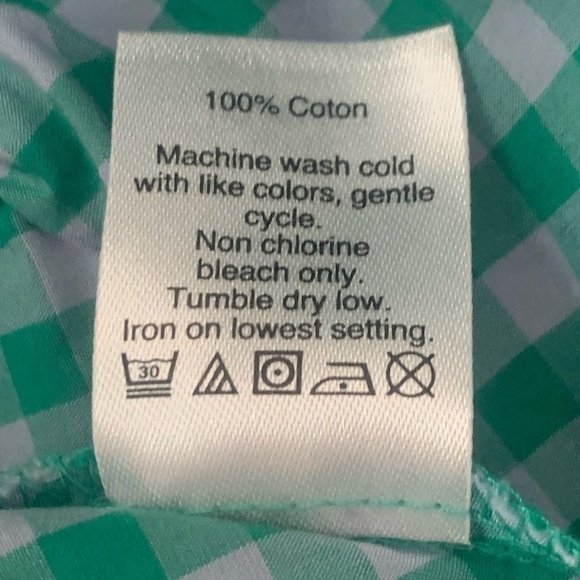 100% Coton
Machine wash cold
with like colors, gentle
cycle.
Non chlorine
bleach only.
Tumble dry low.
Iron on lowest setting.
30